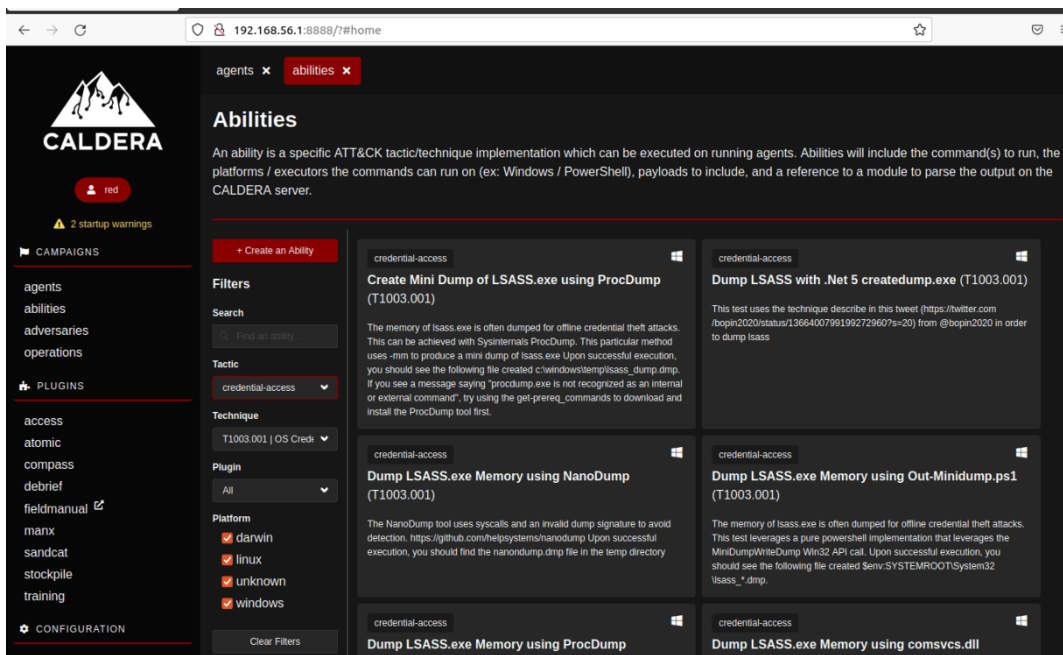 192.168.56.1:8888/?#home
CALDERA
red
2 startup warnings
CAMPAIGNS
agents
abilities
adversaries
operations
PLUGINS
access
atomic
compass
debrief
fieldmanual
manx
sandcat
stockpile
training
CONFIGURATION
agents × abilities ×
Abilities
An ability is a specific ATT&CK tactic/technique implementation which can be executed on running agents. Abilities will include the command(s) to run, the
platforms / executors the commands can run on (ex: Windows / PowerShell), payloads to include, and a reference to a module to parse the output on the
CALDERA server.
+ Create an Ability
Filters
Search
Find an ability...
Tactic
credential-access
Technique
T1003.001 | OS Crede
Plugin
All
Platform
darwin
linux
unknown
windows
Clear Filters
credential-access
Create Mini Dump of LSASS.exe using ProcDump
(T1003.001)
The memory of lsass.exe is often dumped for offline credential theft attacks.
This can be achieved with Sysinternals ProcDump. This particular method
uses -mm to produce a mini dump of lsass.exe Upon successful execution,
you should see the following file created c:\windows\temp\lsass_dump.dmp.
If you see a message saying "procdump.exe is not recognized as an internal
or external command", try using the get-prereq_commands to download and
install the ProcDump tool first.
credential-access
Dump LSASS with .Net 5 createdump.exe (T1003.001)
This test uses the technique describe in this tweet (https://twitter.com
/bopin2020/status/1366400799199272960?s=20) from @bopin2020 in order
to dump lsass
credential-access
Dump LSASS.exe Memory using NanoDump
(T1003.001)
The NanoDump tool uses syscalls and an invalid dump signature to avoid
detection. https://github.com/helpsystems/nanodump Upon successful
execution, you should find the nanondump.dmp file in the temp directory
credential-access
Dump LSASS.exe Memory using Out-Minidump.ps1
(T1003.001)
The memory of lsass.exe is often dumped for offline credential theft attacks.
This test leverages a pure powershell implementation that leverages the
MiniDumpWriteDump Win32 API call. Upon successful execution, you
should see the following file created $env:SYSTEMROOT\System32
\lsass_*.dmp.
credential-access
Dump LSASS.exe Memory using ProcDump
credential-access
Dump LSASS.exe Memory using comsvcs.dll